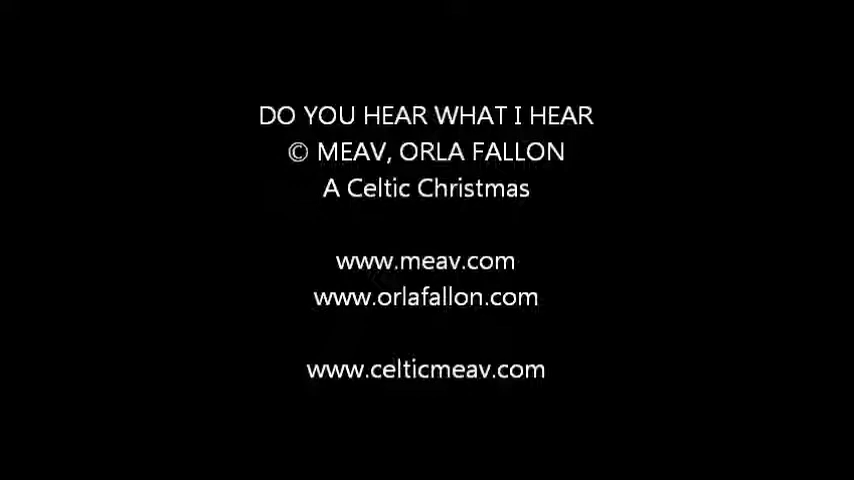 DO YOU HEAR WHAT I HEAR
© MEAV, ORLA FALLON
A Celtic Christmas
www.meav.com
www.orlafallon.com
www.celticmeav.com